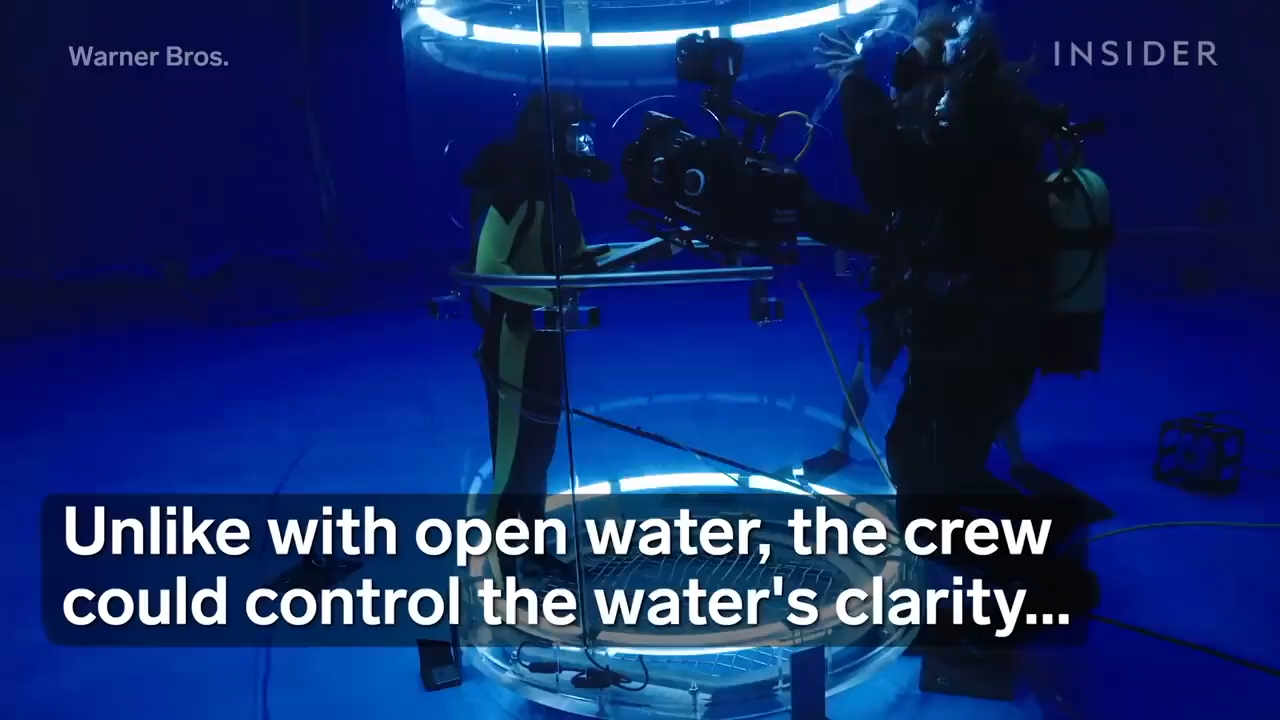 Warner Bros.
INSIDER
Unlike with open water, the crew
could control the water's clarity...